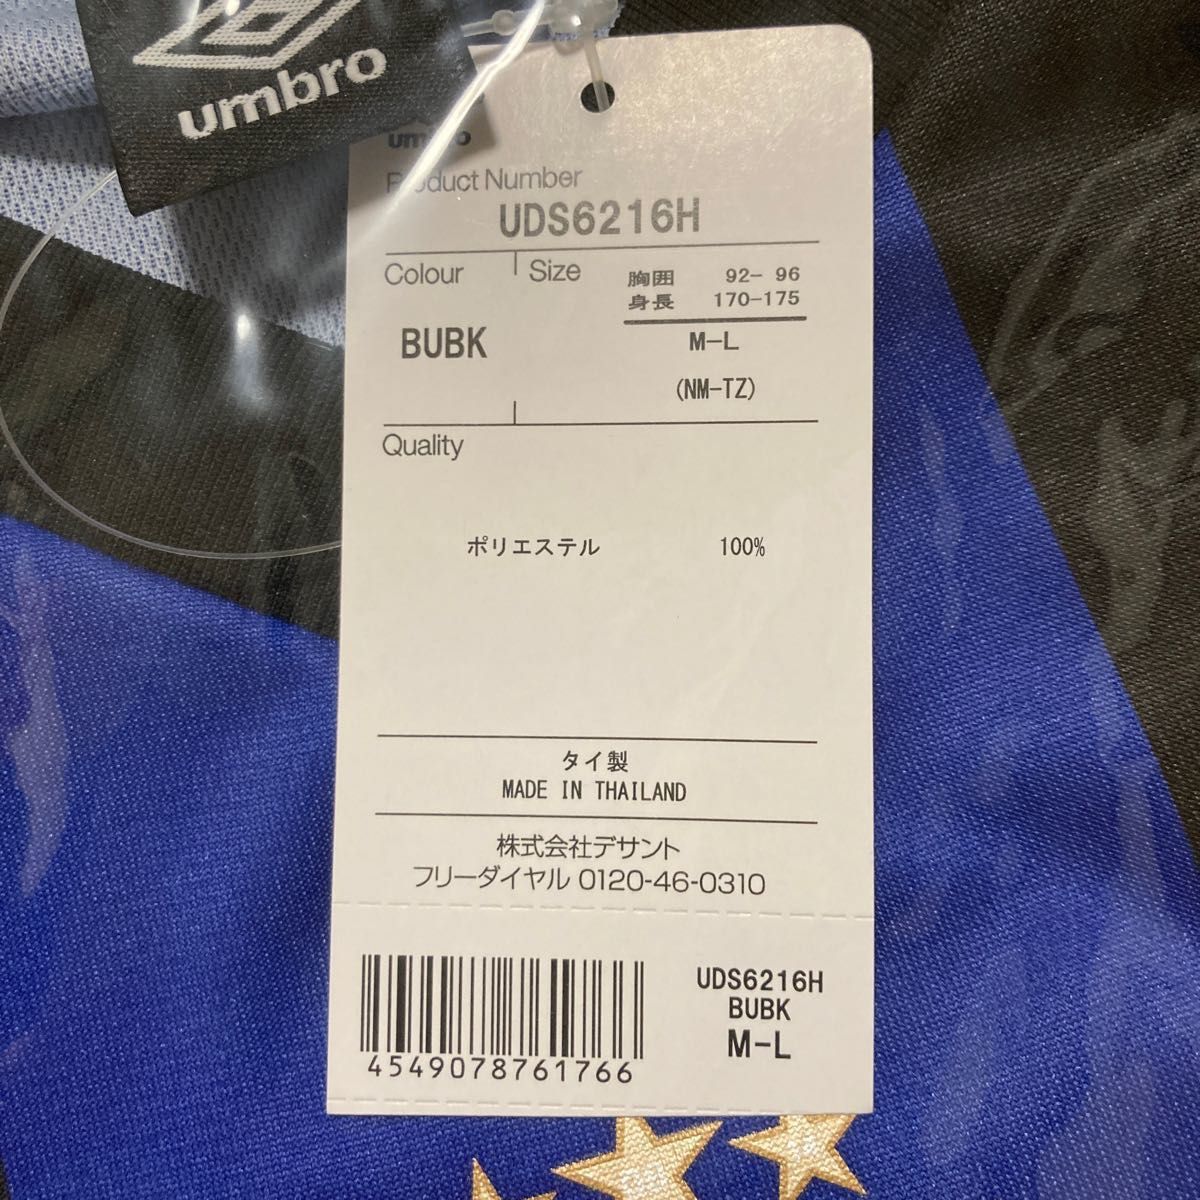 umbro
umbro
Product Number
UDS6216H
Colour
Size
胸囲 92- 96
身長 170-175
BUBK
M-L
(NM-TZ)
Quality
ポリエステル 100%
タイ製
MADE IN THAILAND
株式会社デサント
フリーダイヤル 0120-46-0310
4549078761766
UDS6216H
BUBK
M-L